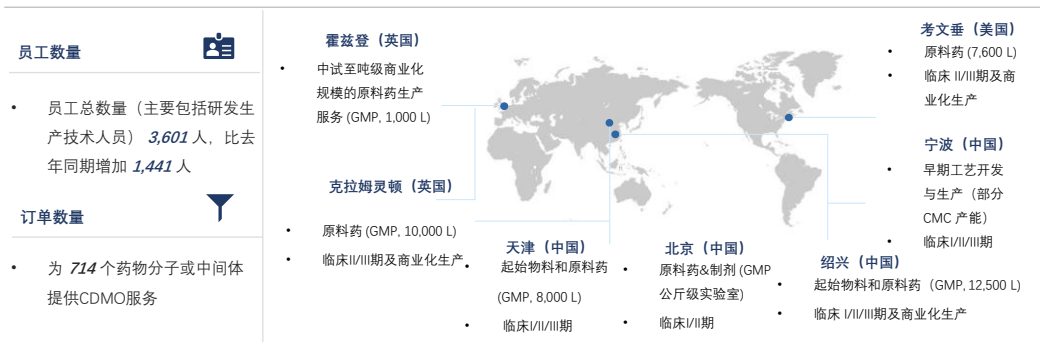 员工数量
• 员工总数量（主要包括研发生
产技术人员）3,601 人，比去
年同期增加 1,441 人
订单数量
• 为 714 个药物分子或中间体
提供CDMO服务
霍兹登（英国）
• 中试至吨级商业化
规模的原料药生产
服务 (GMP, 1,000 L)
克拉姆灵顿（英国）
• 原料药 (GMP, 10,000 L)
• 临床II/III期及商业化生产
天津（中国）
• 起始物料和原料药
(GMP, 8,000 L)
• 临床I/II/III期
北京（中国）
• 原料药&制剂 (GMP
公斤级实验室)
• 临床I/II期
考文垂（美国）
• 原料药 (7,600 L)
• 临床 II/III期及商
业化生产
宁波（中国）
• 早期工艺开发
与生产（部分
CMC 产能）
• 临床I/II/III期
绍兴（中国）
• 起始物料和原料药（GMP, 12,500 L)
• 临床 I/II/III期及商业化生产